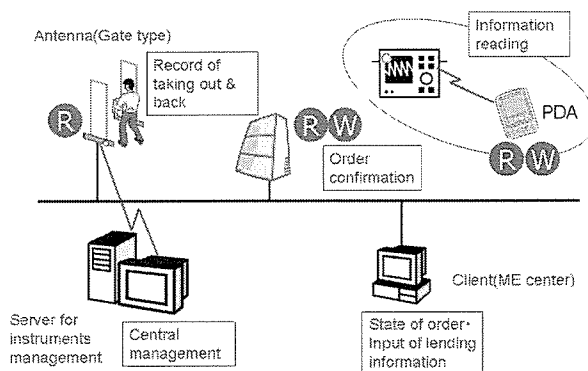 Antenna(Gate type)
Record of
taking out &
back
R
R W
Order
confirmation
Information
reading
PDA
R W
Server for
instruments
management
Central
management
Client(ME center)
State of order・
Input of lending
information